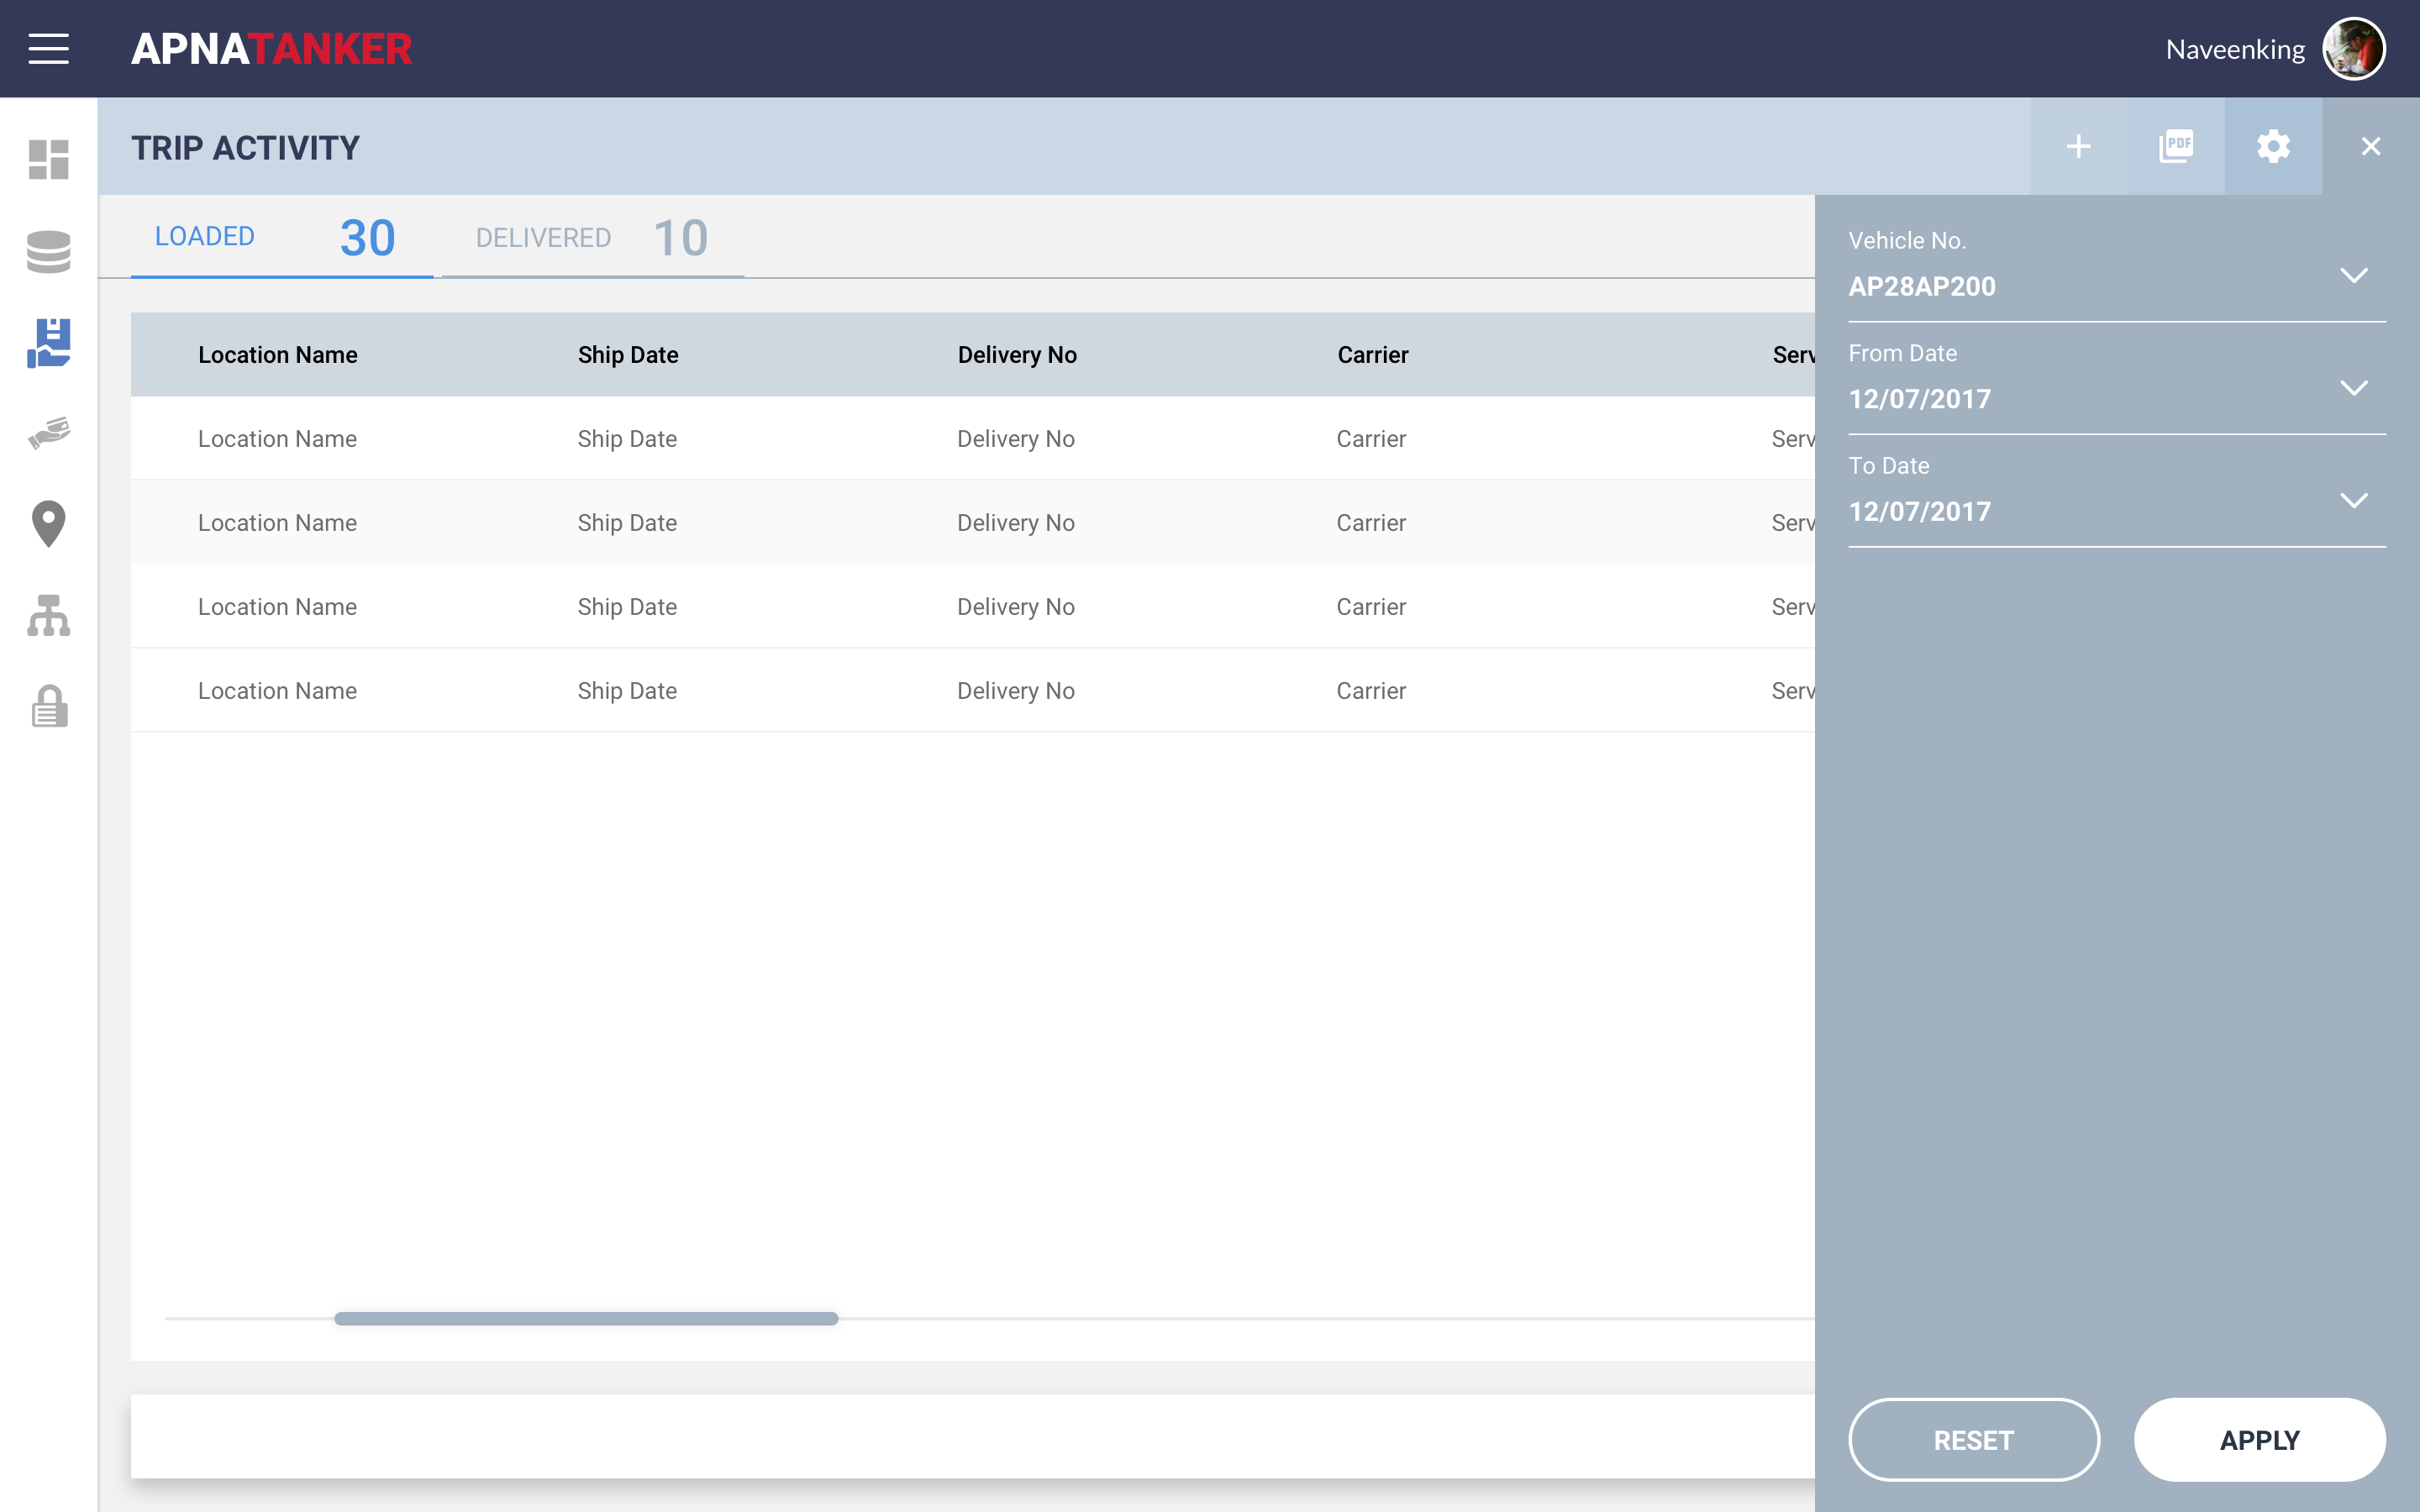 APNATANKER
Naveenking
TRIP ACTIVITY
PDF
LOADED 30 DELIVERED 10
Vehicle No.
AP28AP200
From Date
12/07/2017
To Date
12/07/2017
Location Name Ship Date Delivery No Carrier Serv
Location Name Ship Date Delivery No Carrier Serv
Location Name Ship Date Delivery No Carrier Serv
Location Name Ship Date Delivery No Carrier Serv
Location Name Ship Date Delivery No Carrier Serv
RESET APPLY